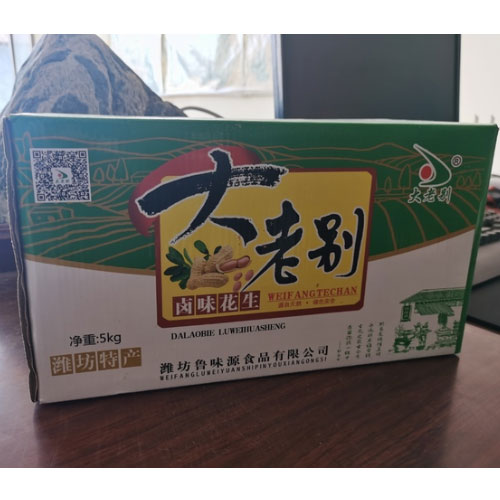 大老别
®
大老别
卤味花生
WEIFANGTECHAN
DALAOBIE LUWEIHUASHENG
净重:5kg
潍坊特产
潍坊鲁味源食品有限公司
WEIFANGLUWEIYUANSHIPINYOUXIANGONGSI